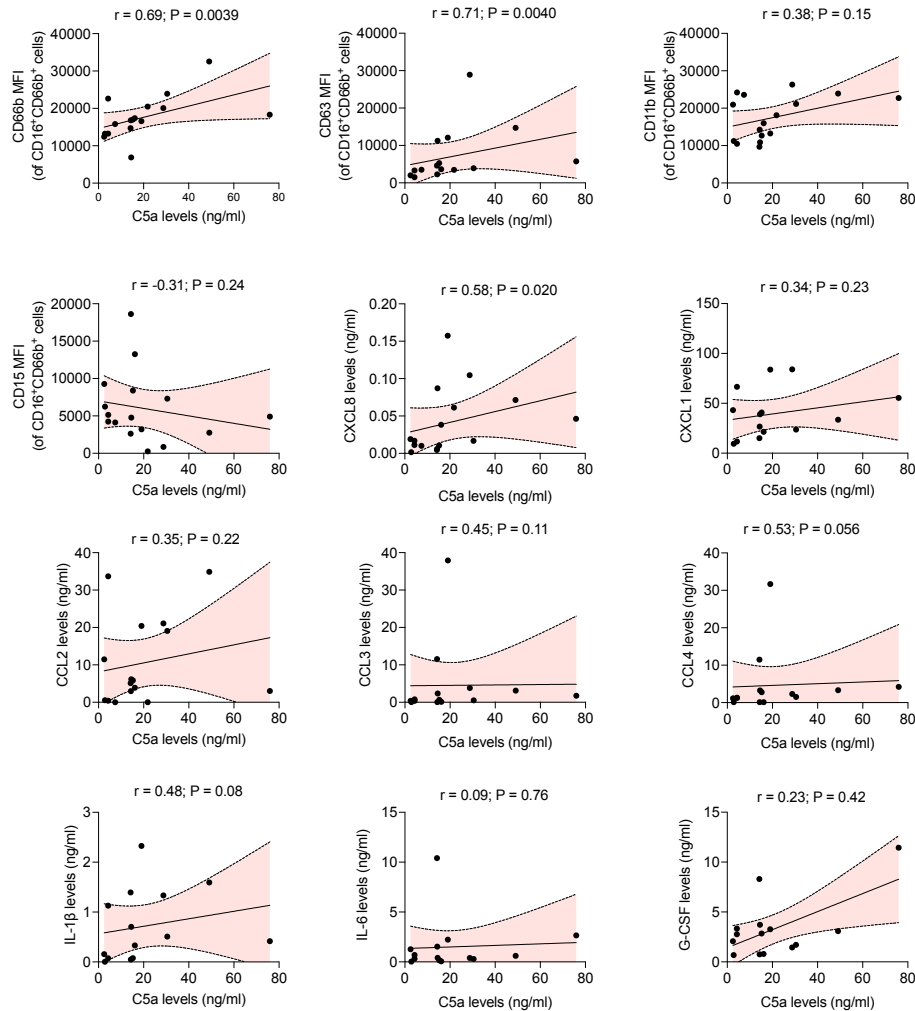 r = 0.69; P = 0.0039
CD66b MFI
(of CD16⁺CD66b⁺ cells)
40000
30000
20000
10000
0
0 20 40 60 80
C5a levels (ng/ml)
r = 0.71; P = 0.0040
CD63 MFI
(of CD16⁺CD66b⁺ cells)
40000
30000
20000
10000
0
0 20 40 60 80
C5a levels (ng/ml)
r = 0.38; P = 0.15
CD11b MFI
(of CD16⁺CD66b⁺ cells)
40000
30000
20000
10000
0
0 20 40 60 80
C5a levels (ng/ml)
r = -0.31; P = 0.24
CD15 MFI
(of CD16⁺CD66b⁺ cells)
20000
15000
10000
5000
0
0 20 40 60 80
C5a levels (ng/ml)
r = 0.58; P = 0.020
CXCL8 levels (ng/ml)
0.20
0.15
0.10
0.05
0.00
0 20 40 60 80
C5a levels (ng/ml)
r = 0.34; P = 0.23
CXCL1 levels (ng/ml)
150
100
50
0
0 20 40 60 80
C5a levels (ng/ml)
r = 0.35; P = 0.22
CCL2 levels (ng/ml)
40
30
20
10
0
0 20 40 60 80
C5a levels (ng/ml)
r = 0.45; P = 0.11
CCL3 levels (ng/ml)
40
30
20
10
0
0 20 40 60 80
C5a levels (ng/ml)
r = 0.53; P = 0.056
CCL4 levels (ng/ml)
40
30
20
10
0
0 20 40 60 80
C5a levels (ng/ml)
r = 0.48; P = 0.08
IL-1β levels (ng/ml)
3
2
1
0
0 20 40 60 80
C5a levels (ng/ml)
r = 0.09; P = 0.76
IL-6 levels (ng/ml)
15
10
5
0
0 20 40 60 80
C5a levels (ng/ml)
r = 0.23; P = 0.42
G-CSF levels (ng/ml)
15
10
5
0
0 20 40 60 80
C5a levels (ng/ml)